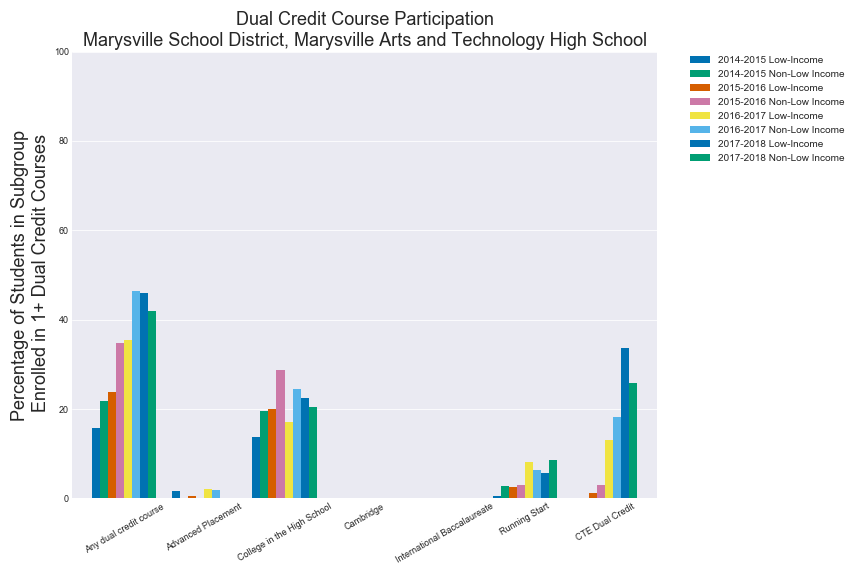 Dual Credit Course Participation
Marysville School District, Marysville Arts and Technology High School
Percentage of Students in Subgroup
Enrolled in 1+ Dual Credit Courses
100
80
60
40
20
0
Any dual credit course
Advanced Placement
College in the High School
Cambridge
International Baccalaureate
Running Start
CTE Dual Credit
2014-2015 Low-Income
2014-2015 Non-Low Income
2015-2016 Low-Income
2015-2016 Non-Low Income
2016-2017 Low-Income
2016-2017 Non-Low Income
2017-2018 Low-Income
2017-2018 Non-Low Income